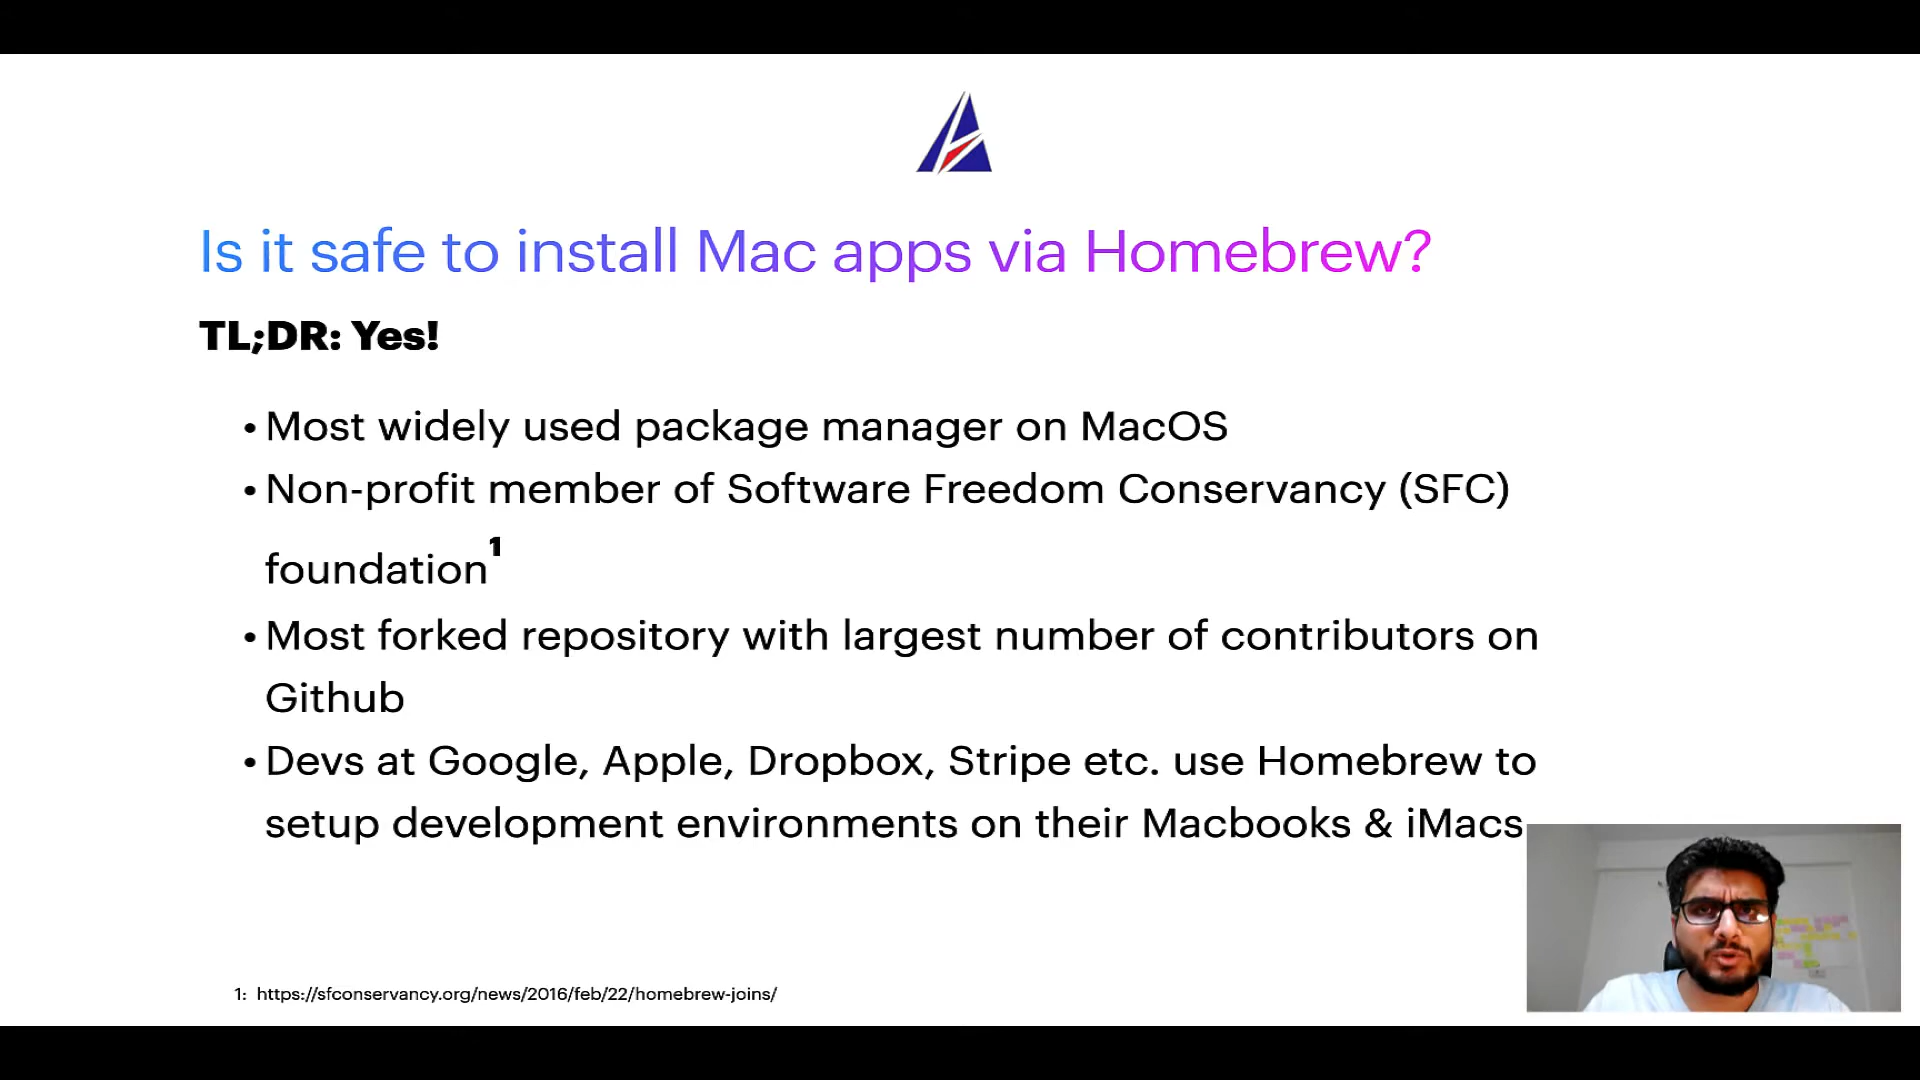 Is it safe to install Mac apps via Homebrew?
TL;DR: Yes!
• Most widely used package manager on MacOS
• Non-profit member of Software Freedom Conservancy (SFC)
foundation¹
• Most forked repository with largest number of contributors on
Github
• Devs at Google, Apple, Dropbox, Stripe etc. use Homebrew to
setup development environments on their Macbooks & iMacs
1: https://sfconservancy.org/news/2016/feb/22/homebrew-joins/